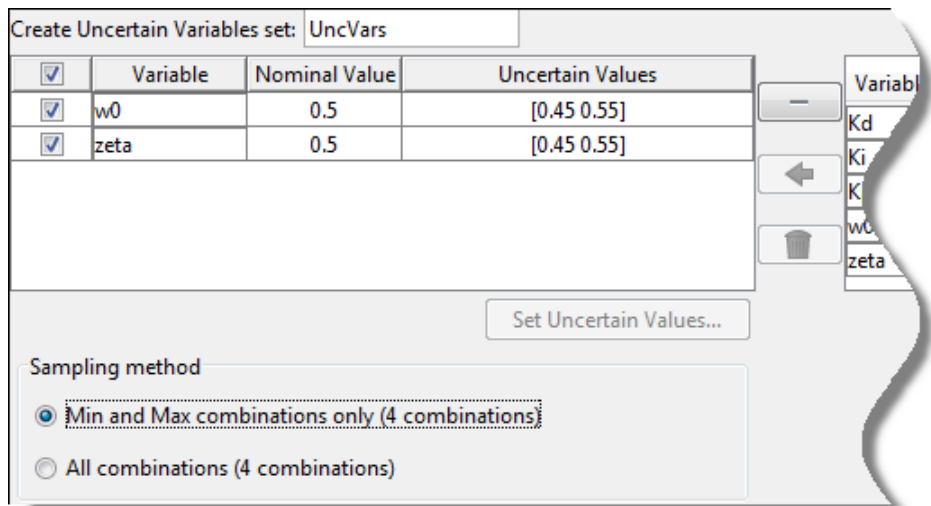 Create Uncertain Variables set: UncVars
Variable Nominal Value Uncertain Values
w0 0.5 [0.45 0.55]
zeta 0.5 [0.45 0.55]
Kd
Ki
w0
zeta
Set Uncertain Values...
Sampling method
Min and Max combinations only (4 combinations)
All combinations (4 combinations)